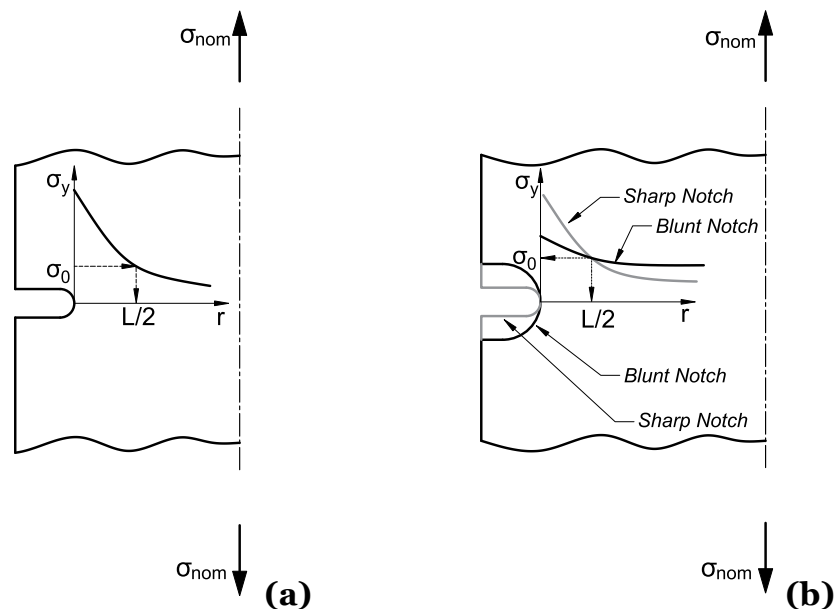 σnom
σy
σ0
L/2
r
σnom
(a)
σnom
σy
Sharp Notch
Blunt Notch
σ0
L/2
r
Blunt Notch
Sharp Notch
σnom
(b)